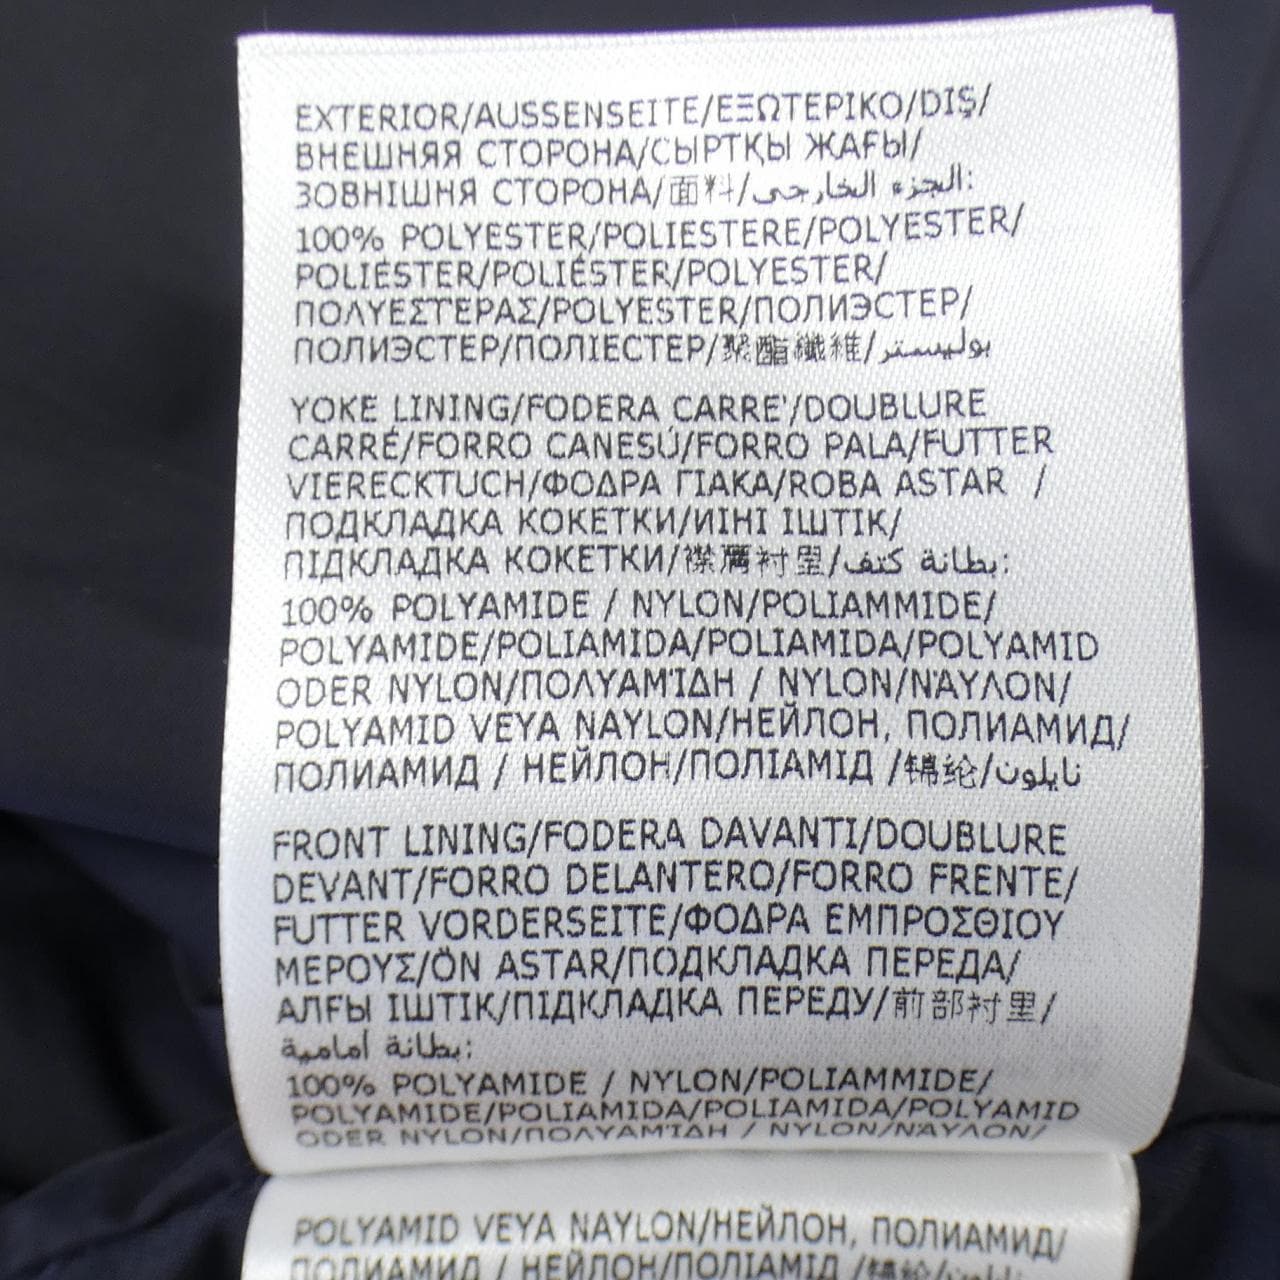 EXTERIOR/AUSSENSEITE/ΕΞΩΤΕΡΙΚΟ/DIŞ/
ВНЕШНЯЯ СТОРОНА/СЫРТҚЫ ЖАҒЫ/
ЗОВНІШНЯ СТОРОНА/面料/الجزء الخارجي:
100% POLYESTER/POLIESTERE/POLYESTER/
POLIÉSTER/POLIÉSTER/POLYESTER/
ΠΟΛΥΕΣΤΕΡΑΣ/POLYESTER/ПОЛИЭСТЕР/
ПОЛИЭСТЕР/ПОЛІЕСТЕР/聚酯纖維/بوليستر
YOKE LINING/FODERA CARRE'/DOUBLURE
CARRÉ/FORRO CANESÚ/FORRO PALA/FUTTER
VIERECKTUCH/ΦΟΔΡΑ ΓΙΑΚΑ/ROBA ASTAR /
ПОДКЛАДКА КОКЕТКИ/ИІНІ ІШТІК/
ПІДКЛАДКА КОКЕТКИ/襟肩衬里/بطانة كتف:
100% POLYAMIDE / NYLON/POLIAMMIDE/
POLYAMIDE/POLIAMIDA/POLIAMIDA/POLYAMID
ODER NYLON/ΠΟΛΥΑΜΊΔΗ / NYLON/ΝΆΥΛΟΝ/
POLYAMID VEYA NAYLON/НЕЙЛОН, ПОЛИАМИД/
ПОЛИАМИД / НЕЙЛОН/ПОЛІАМІД /锦纶/نايلون
FRONT LINING/FODERA DAVANTI/DOUBLURE
DEVANT/FORRO DELANTERO/FORRO FRENTE/
FUTTER VORDERSEITE/ΦΟΔΡΑ ΕΜΠΡΟΣΘΙΟΥ
ΜΕΡΟΥΣ/ÖN ASTAR/ПОДКЛАДКА ПЕРЕДА/
АЛҒЫ ІШТІК/ПІДКЛАДКА ПЕРЕДУ/前部衬里/
بطانة أمامية:
100% POLYAMIDE / NYLON/POLIAMMIDE/
POLYAMIDE/POLIAMIDA/POLIAMIDA/POLYAMID
ODER NYLON/ΠΟΛΥΑΜΊΔΗ / NYLON/ΝΆΥΛΟΝ/
POLYAMID VEYA NAYLON/НЕЙЛОН, ПОЛИАМИД/
ПОЛИАМИД / НЕЙЛОН/ПОЛІАМІД /锦纶/نايلون